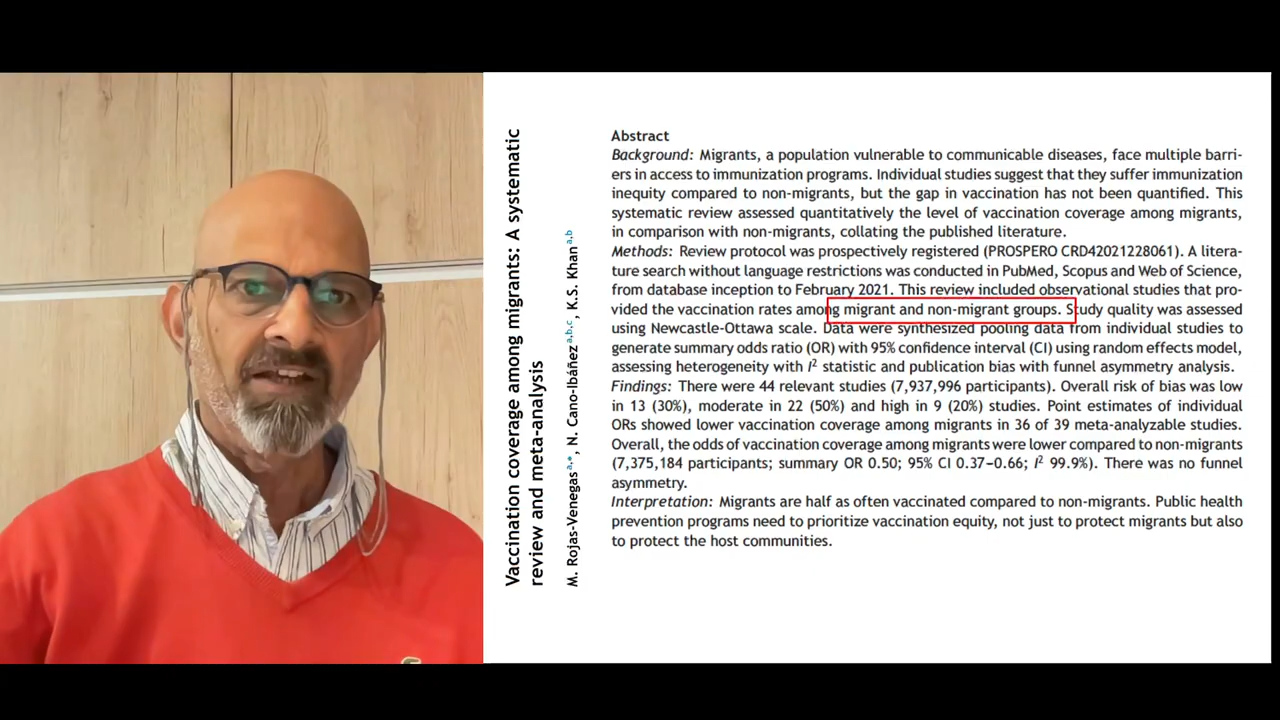 Vaccination coverage among migrants: A systematic
review and meta-analysis
M. Rojas-Venegas a,*, N. Cano-Ibáñez a,b,c, K.S. Khan a,b
Abstract
Background: Migrants, a population vulnerable to communicable diseases, face multiple barri-
ers in access to immunization programs. Individual studies suggest that they suffer immunization
inequity compared to non-migrants, but the gap in vaccination has not been quantified. This
systematic review assessed quantitatively the level of vaccination coverage among migrants,
in comparison with non-migrants, collating the published literature.
Methods: Review protocol was prospectively registered (PROSPERO CRD42021228061). A litera-
ture search without language restrictions was conducted in PubMed, Scopus and Web of Science,
from database inception to February 2021. This review included observational studies that pro-
vided the vaccination rates among migrant and non-migrant groups. Study quality was assessed
using Newcastle-Ottawa scale. Data were synthesized pooling data from individual studies to
generate summary odds ratio (OR) with 95% confidence interval (CI) using random effects model,
assessing heterogeneity with I² statistic and publication bias with funnel asymmetry analysis.
Findings: There were 44 relevant studies (7,937,996 participants). Overall risk of bias was low
in 13 (30%), moderate in 22 (50%) and high in 9 (20%) studies. Point estimates of individual
ORs showed lower vaccination coverage among migrants in 36 of 39 meta-analyzable studies.
Overall, the odds of vaccination coverage among migrants were lower compared to non-migrants
(7,375,184 participants; summary OR 0.50; 95% CI 0.37–0.66; I² 99.9%). There was no funnel
asymmetry.
Interpretation: Migrants are half as often vaccinated compared to non-migrants. Public health
prevention programs need to prioritize vaccination equity, not just to protect migrants but also
to protect the host communities.